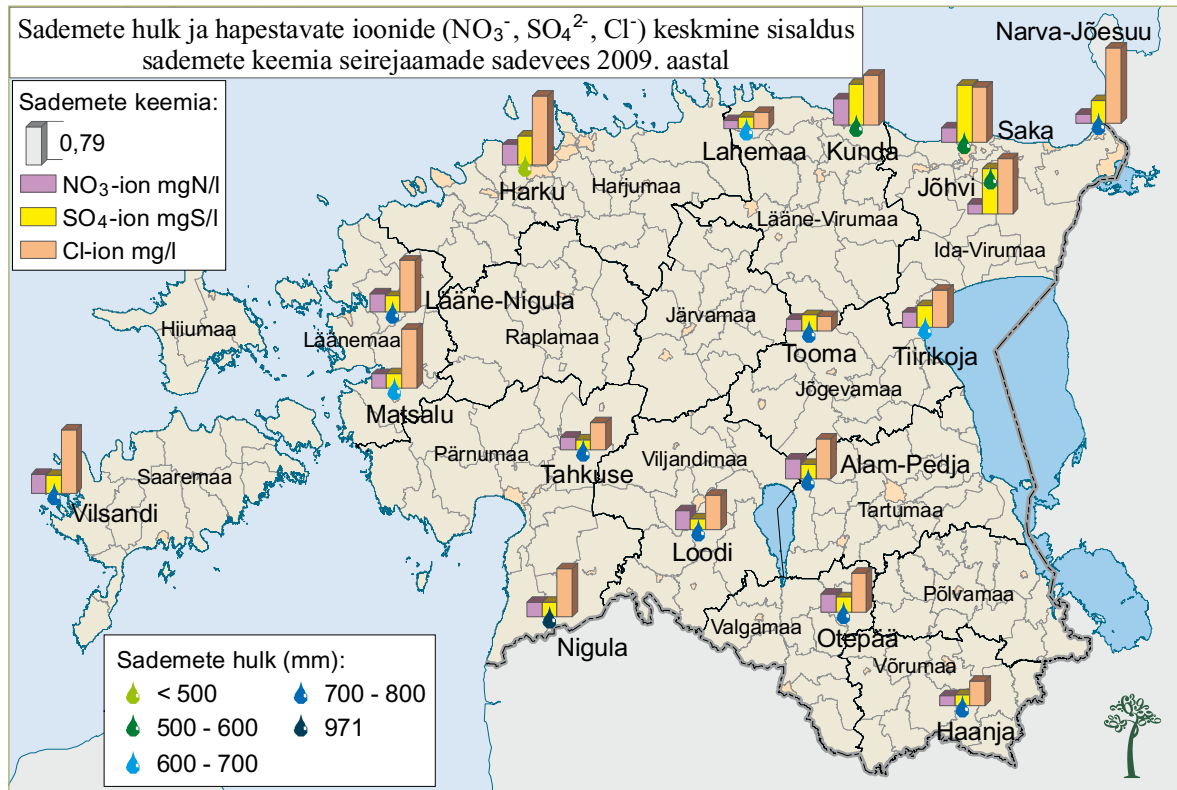 Sademete hulk ja hapestavate ioonide (NO₃⁻, SO₄²⁻, Cl⁻) keskmine sisaldus
sademete keemia seirejaamade sadevees 2009. aastal
Sademete keemia:
0,79
NO₃-ion mgN/l
SO₄-ion mgS/l
Cl-ion mg/l
Narva-Jõesuu
Saka
Kunda
Lahemaa
Harku
Harjumaa
Jõhvi
Lääne-Virumaa
Ida-Virumaa
Lääne-Nigula
Hiiumaa
Läänemaa
Raplamaa
Järvamaa
Tooma
Tiirikoja
Jõgevamaa
Matsalu
Pärnumaa
Tahkuse
Viljandimaa
Alam-Pedja
Saaremaa
Vilsandi
Tartumaa
Loodi
Põlvamaa
Nigula
Valgamaa
Otepää
Võrumaa
Haanja
Sademete hulk (mm):
< 500
500 - 600
600 - 700
700 - 800
971